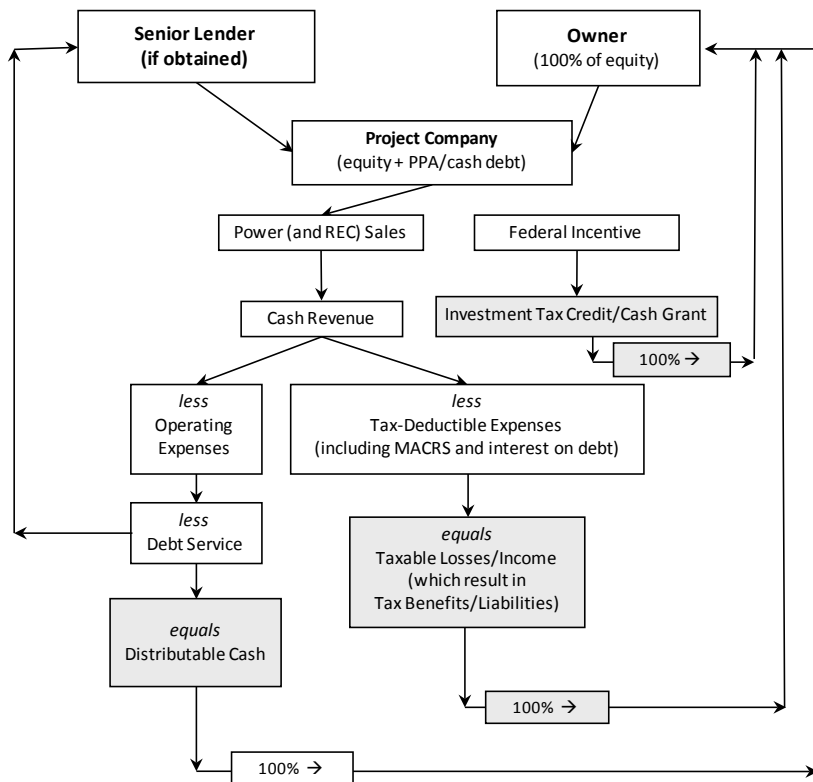 Senior Lender
(if obtained)
Owner
(100% of equity)
Project Company
(equity + PPA/cash debt)
Power (and REC) Sales
Federal Incentive
Cash Revenue
Investment Tax Credit/Cash Grant
100% →
less
Operating
Expenses
less
Tax-Deductible Expenses
(including MACRS and interest on debt)
less
Debt Service
equals
Taxable Losses/Income
(which result in
Tax Benefits/Liabilities)
equals
Distributable Cash
100% →
100% →